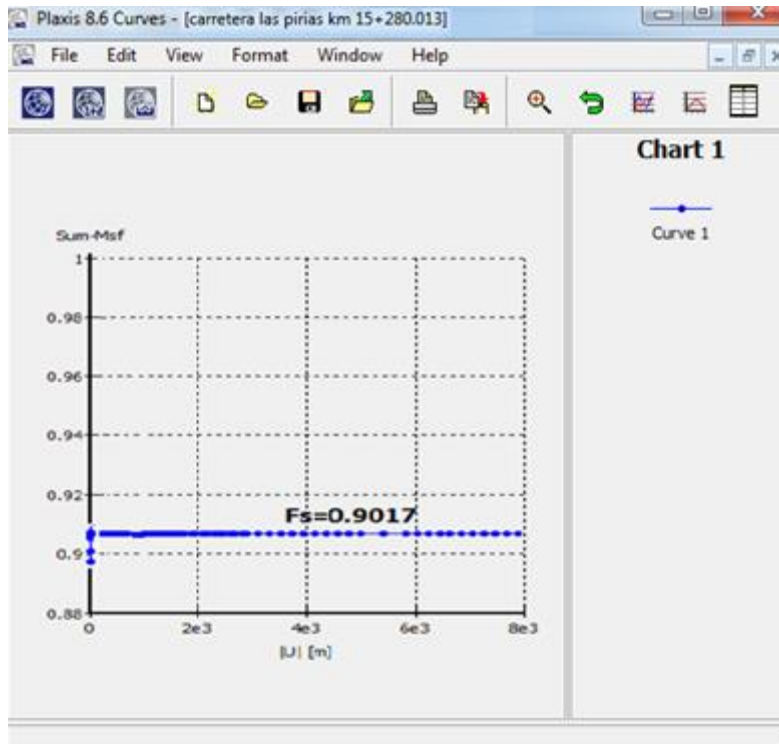 Plaxis 8.6 Curves - [carretera las pirias km 15+280.013]
File Edit View Format Window Help
Chart 1
Curve 1
Sum-Msf
1
0.98
0.96
0.94
0.92
Fs=0.9017
0.9
0.88
0 2e3 4e3 6e3 8e3
|U| [m]